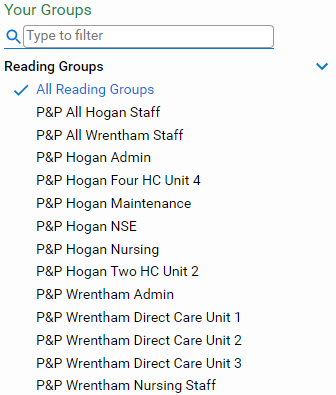 Your Groups
Type to filter
Reading Groups
All Reading Groups
P&P All Hogan Staff
P&P All Wrentham Staff
P&P Hogan Admin
P&P Hogan Four HC Unit 4
P&P Hogan Maintenance
P&P Hogan NSE
P&P Hogan Nursing
P&P Hogan Two HC Unit 2
P&P Wrentham Admin
P&P Wrentham Direct Care Unit 1
P&P Wrentham Direct Care Unit 2
P&P Wrentham Direct Care Unit 3
P&P Wrentham Nursing Staff